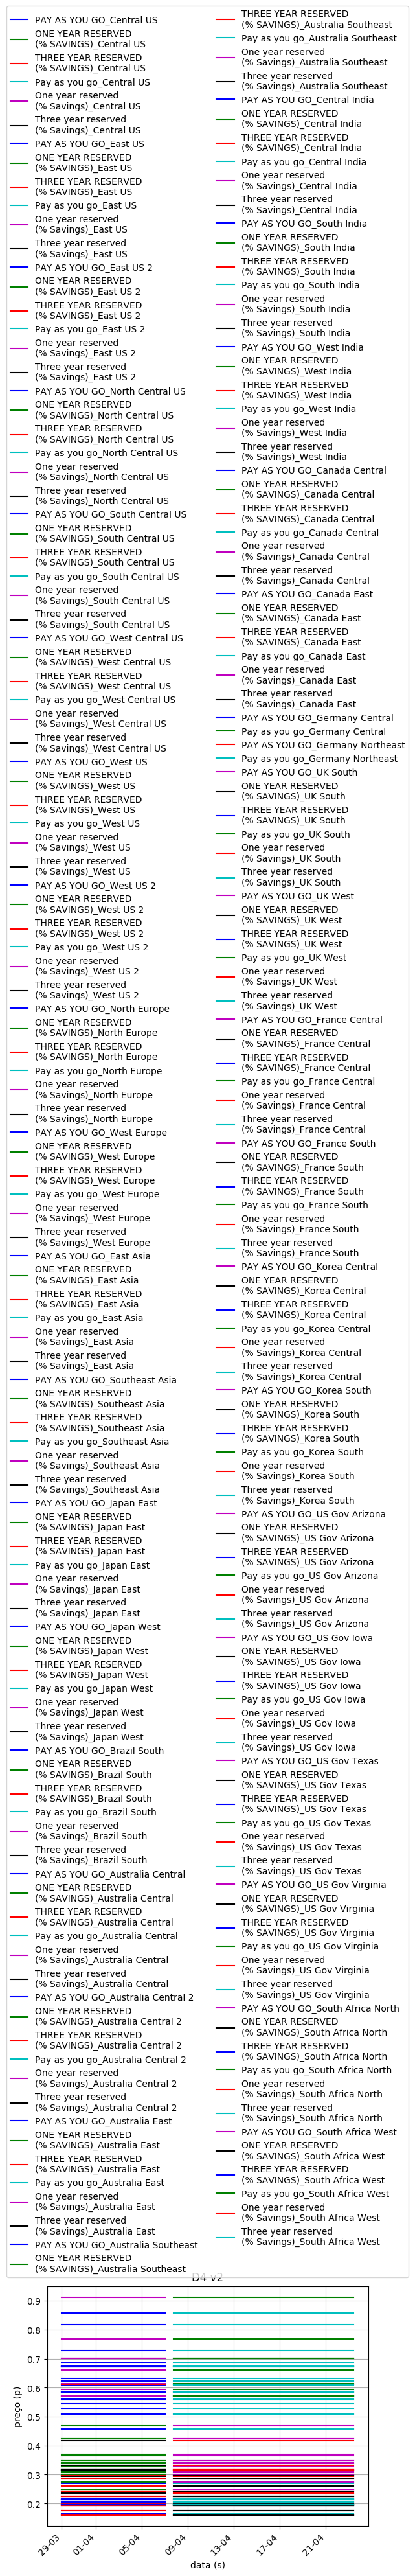 PAY AS YOU GO_Central US
ONE YEAR RESERVED
(% SAVINGS)_Central US
THREE YEAR RESERVED
(% SAVINGS)_Central US
Pay as you go_Central US
One year reserved
(% Savings)_Central US
Three year reserved
(% Savings)_Central US
PAY AS YOU GO_East US
ONE YEAR RESERVED
(% SAVINGS)_East US
THREE YEAR RESERVED
(% SAVINGS)_East US
Pay as you go_East US
One year reserved
(% Savings)_East US
Three year reserved
(% Savings)_East US
PAY AS YOU GO_East US 2
ONE YEAR RESERVED
(% SAVINGS)_East US 2
THREE YEAR RESERVED
(% SAVINGS)_East US 2
Pay as you go_East US 2
One year reserved
(% Savings)_East US 2
Three year reserved
(% Savings)_East US 2
PAY AS YOU GO_North Central US
ONE YEAR RESERVED
(% SAVINGS)_North Central US
THREE YEAR RESERVED
(% SAVINGS)_North Central US
Pay as you go_North Central US
One year reserved
(% Savings)_North Central US
Three year reserved
(% Savings)_North Central US
PAY AS YOU GO_South Central US
ONE YEAR RESERVED
(% SAVINGS)_South Central US
THREE YEAR RESERVED
(% SAVINGS)_South Central US
Pay as you go_South Central US
One year reserved
(% Savings)_South Central US
Three year reserved
(% Savings)_South Central US
PAY AS YOU GO_West Central US
ONE YEAR RESERVED
(% SAVINGS)_West Central US
THREE YEAR RESERVED
(% SAVINGS)_West Central US
Pay as you go_West Central US
One year reserved
(% Savings)_West Central US
Three year reserved
(% Savings)_West Central US
PAY AS YOU GO_West US
ONE YEAR RESERVED
(% SAVINGS)_West US
THREE YEAR RESERVED
(% SAVINGS)_West US
Pay as you go_West US
One year reserved
(% Savings)_West US
Three year reserved
(% Savings)_West US
PAY AS YOU GO_West US 2
ONE YEAR RESERVED
(% SAVINGS)_West US 2
THREE YEAR RESERVED
(% SAVINGS)_West US 2
Pay as you go_West US 2
One year reserved
(% Savings)_West US 2
Three year reserved
(% Savings)_West US 2
PAY AS YOU GO_North Europe
ONE YEAR RESERVED
(% SAVINGS)_North Europe
THREE YEAR RESERVED
(% SAVINGS)_North Europe
Pay as you go_North Europe
One year reserved
(% Savings)_North Europe
Three year reserved
(% Savings)_North Europe
PAY AS YOU GO_West Europe
ONE YEAR RESERVED
(% SAVINGS)_West Europe
THREE YEAR RESERVED
(% SAVINGS)_West Europe
Pay as you go_West Europe
One year reserved
(% Savings)_West Europe
Three year reserved
(% Savings)_West Europe
PAY AS YOU GO_East Asia
ONE YEAR RESERVED
(% SAVINGS)_East Asia
THREE YEAR RESERVED
(% SAVINGS)_East Asia
Pay as you go_East Asia
One year reserved
(% Savings)_East Asia
Three year reserved
(% Savings)_East Asia
PAY AS YOU GO_Southeast Asia
ONE YEAR RESERVED
(% SAVINGS)_Southeast Asia
THREE YEAR RESERVED
(% SAVINGS)_Southeast Asia
Pay as you go_Southeast Asia
One year reserved
(% Savings)_Southeast Asia
Three year reserved
(% Savings)_Southeast Asia
PAY AS YOU GO_Japan East
ONE YEAR RESERVED
(% SAVINGS)_Japan East
THREE YEAR RESERVED
(% SAVINGS)_Japan East
Pay as you go_Japan East
One year reserved
(% Savings)_Japan East
Three year reserved
(% Savings)_Japan East
PAY AS YOU GO_Japan West
ONE YEAR RESERVED
(% SAVINGS)_Japan West
THREE YEAR RESERVED
(% SAVINGS)_Japan West
Pay as you go_Japan West
One year reserved
(% Savings)_Japan West
Three year reserved
(% Savings)_Japan West
PAY AS YOU GO_Brazil South
ONE YEAR RESERVED
(% SAVINGS)_Brazil South
THREE YEAR RESERVED
(% SAVINGS)_Brazil South
Pay as you go_Brazil South
One year reserved
(% Savings)_Brazil South
Three year reserved
(% Savings)_Brazil South
PAY AS YOU GO_Australia Central
ONE YEAR RESERVED
(% SAVINGS)_Australia Central
THREE YEAR RESERVED
(% SAVINGS)_Australia Central
Pay as you go_Australia Central
One year reserved
(% Savings)_Australia Central
Three year reserved
(% Savings)_Australia Central
PAY AS YOU GO_Australia Central 2
ONE YEAR RESERVED
(% SAVINGS)_Australia Central 2
THREE YEAR RESERVED
(% SAVINGS)_Australia Central 2
Pay as you go_Australia Central 2
One year reserved
(% Savings)_Australia Central 2
Three year reserved
(% Savings)_Australia Central 2
PAY AS YOU GO_Australia East
ONE YEAR RESERVED
(% SAVINGS)_Australia East
THREE YEAR RESERVED
(% SAVINGS)_Australia East
Pay as you go_Australia East
One year reserved
(% Savings)_Australia East
Three year reserved
(% Savings)_Australia East
PAY AS YOU GO_Australia Southeast
ONE YEAR RESERVED
(% SAVINGS)_Australia Southeast
THREE YEAR RESERVED
(% SAVINGS)_Australia Southeast
Pay as you go_Australia Southeast
One year reserved
(% Savings)_Australia Southeast
Three year reserved
(% Savings)_Australia Southeast
PAY AS YOU GO_Central India
ONE YEAR RESERVED
(% SAVINGS)_Central India
THREE YEAR RESERVED
(% SAVINGS)_Central India
Pay as you go_Central India
One year reserved
(% Savings)_Central India
Three year reserved
(% Savings)_Central India
PAY AS YOU GO_South India
ONE YEAR RESERVED
(% SAVINGS)_South India
THREE YEAR RESERVED
(% SAVINGS)_South India
Pay as you go_South India
One year reserved
(% Savings)_South India
Three year reserved
(% Savings)_South India
PAY AS YOU GO_West India
ONE YEAR RESERVED
(% SAVINGS)_West India
THREE YEAR RESERVED
(% SAVINGS)_West India
Pay as you go_West India
One year reserved
(% Savings)_West India
Three year reserved
(% Savings)_West India
PAY AS YOU GO_Canada Central
ONE YEAR RESERVED
(% SAVINGS)_Canada Central
THREE YEAR RESERVED
(% SAVINGS)_Canada Central
Pay as you go_Canada Central
One year reserved
(% Savings)_Canada Central
Three year reserved
(% Savings)_Canada Central
PAY AS YOU GO_Canada East
ONE YEAR RESERVED
(% SAVINGS)_Canada East
THREE YEAR RESERVED
(% SAVINGS)_Canada East
Pay as you go_Canada East
One year reserved
(% Savings)_Canada East
Three year reserved
(% Savings)_Canada East
PAY AS YOU GO_Germany Central
Pay as you go_Germany Central
PAY AS YOU GO_Germany Northeast
Pay as you go_Germany Northeast
PAY AS YOU GO_UK South
ONE YEAR RESERVED
(% SAVINGS)_UK South
THREE YEAR RESERVED
(% SAVINGS)_UK South
Pay as you go_UK South
One year reserved
(% Savings)_UK South
Three year reserved
(% Savings)_UK South
PAY AS YOU GO_UK West
ONE YEAR RESERVED
(% SAVINGS)_UK West
THREE YEAR RESERVED
(% SAVINGS)_UK West
Pay as you go_UK West
One year reserved
(% Savings)_UK West
Three year reserved
(% Savings)_UK West
PAY AS YOU GO_France Central
ONE YEAR RESERVED
(% SAVINGS)_France Central
THREE YEAR RESERVED
(% SAVINGS)_France Central
Pay as you go_France Central
One year reserved
(% Savings)_France Central
Three year reserved
(% Savings)_France Central
PAY AS YOU GO_France South
ONE YEAR RESERVED
(% SAVINGS)_France South
THREE YEAR RESERVED
(% SAVINGS)_France South
Pay as you go_France South
One year reserved
(% Savings)_France South
Three year reserved
(% Savings)_France South
PAY AS YOU GO_Korea Central
ONE YEAR RESERVED
(% SAVINGS)_Korea Central
THREE YEAR RESERVED
(% SAVINGS)_Korea Central
Pay as you go_Korea Central
One year reserved
(% Savings)_Korea Central
Three year reserved
(% Savings)_Korea Central
PAY AS YOU GO_Korea South
ONE YEAR RESERVED
(% SAVINGS)_Korea South
THREE YEAR RESERVED
(% SAVINGS)_Korea South
Pay as you go_Korea South
One year reserved
(% Savings)_Korea South
Three year reserved
(% Savings)_Korea South
PAY AS YOU GO_US Gov Arizona
ONE YEAR RESERVED
(% SAVINGS)_US Gov Arizona
THREE YEAR RESERVED
(% SAVINGS)_US Gov Arizona
Pay as you go_US Gov Arizona
One year reserved
(% Savings)_US Gov Arizona
Three year reserved
(% Savings)_US Gov Arizona
PAY AS YOU GO_US Gov Iowa
ONE YEAR RESERVED
(% SAVINGS)_US Gov Iowa
THREE YEAR RESERVED
(% SAVINGS)_US Gov Iowa
Pay as you go_US Gov Iowa
One year reserved
(% Savings)_US Gov Iowa
Three year reserved
(% Savings)_US Gov Iowa
PAY AS YOU GO_US Gov Texas
ONE YEAR RESERVED
(% SAVINGS)_US Gov Texas
THREE YEAR RESERVED
(% SAVINGS)_US Gov Texas
Pay as you go_US Gov Texas
One year reserved
(% Savings)_US Gov Texas
Three year reserved
(% Savings)_US Gov Texas
PAY AS YOU GO_US Gov Virginia
ONE YEAR RESERVED
(% SAVINGS)_US Gov Virginia
THREE YEAR RESERVED
(% SAVINGS)_US Gov Virginia
Pay as you go_US Gov Virginia
One year reserved
(% Savings)_US Gov Virginia
Three year reserved
(% Savings)_US Gov Virginia
PAY AS YOU GO_South Africa North
ONE YEAR RESERVED
(% SAVINGS)_South Africa North
THREE YEAR RESERVED
(% SAVINGS)_South Africa North
Pay as you go_South Africa North
One year reserved
(% Savings)_South Africa North
Three year reserved
(% Savings)_South Africa North
PAY AS YOU GO_South Africa West
ONE YEAR RESERVED
(% SAVINGS)_South Africa West
THREE YEAR RESERVED
(% SAVINGS)_South Africa West
Pay as you go_South Africa West
One year reserved
(% Savings)_South Africa West
Three year reserved
(% Savings)_South Africa West
D4 v2
0.9
0.8
0.7
0.6
0.5
0.4
0.3
0.2
preço (p)
29-03
01-04
05-04
09-04
13-04
17-04
21-04
data (s)